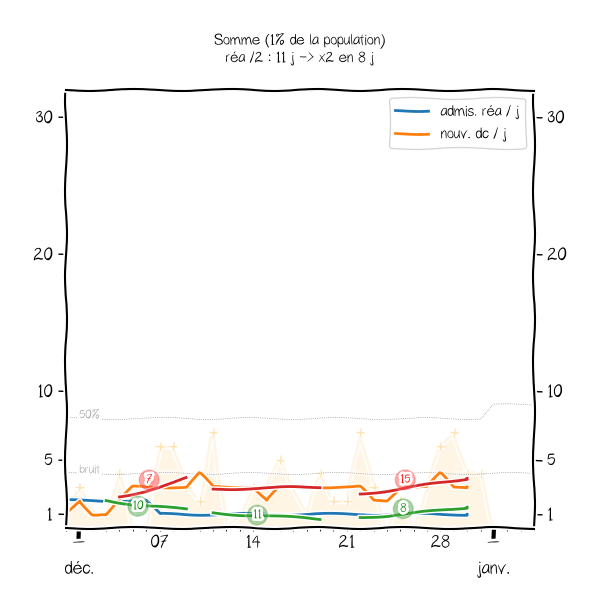 Somme (1% de la population)
réa /2 : 11 j -> x2 en 8 j
admis. réa / j
nouv. dc / j
30
30
20
20
10
10
50%
5
5
bruit
7
15
10
11
8
1
1
07
14
21
28
déc.
janv.